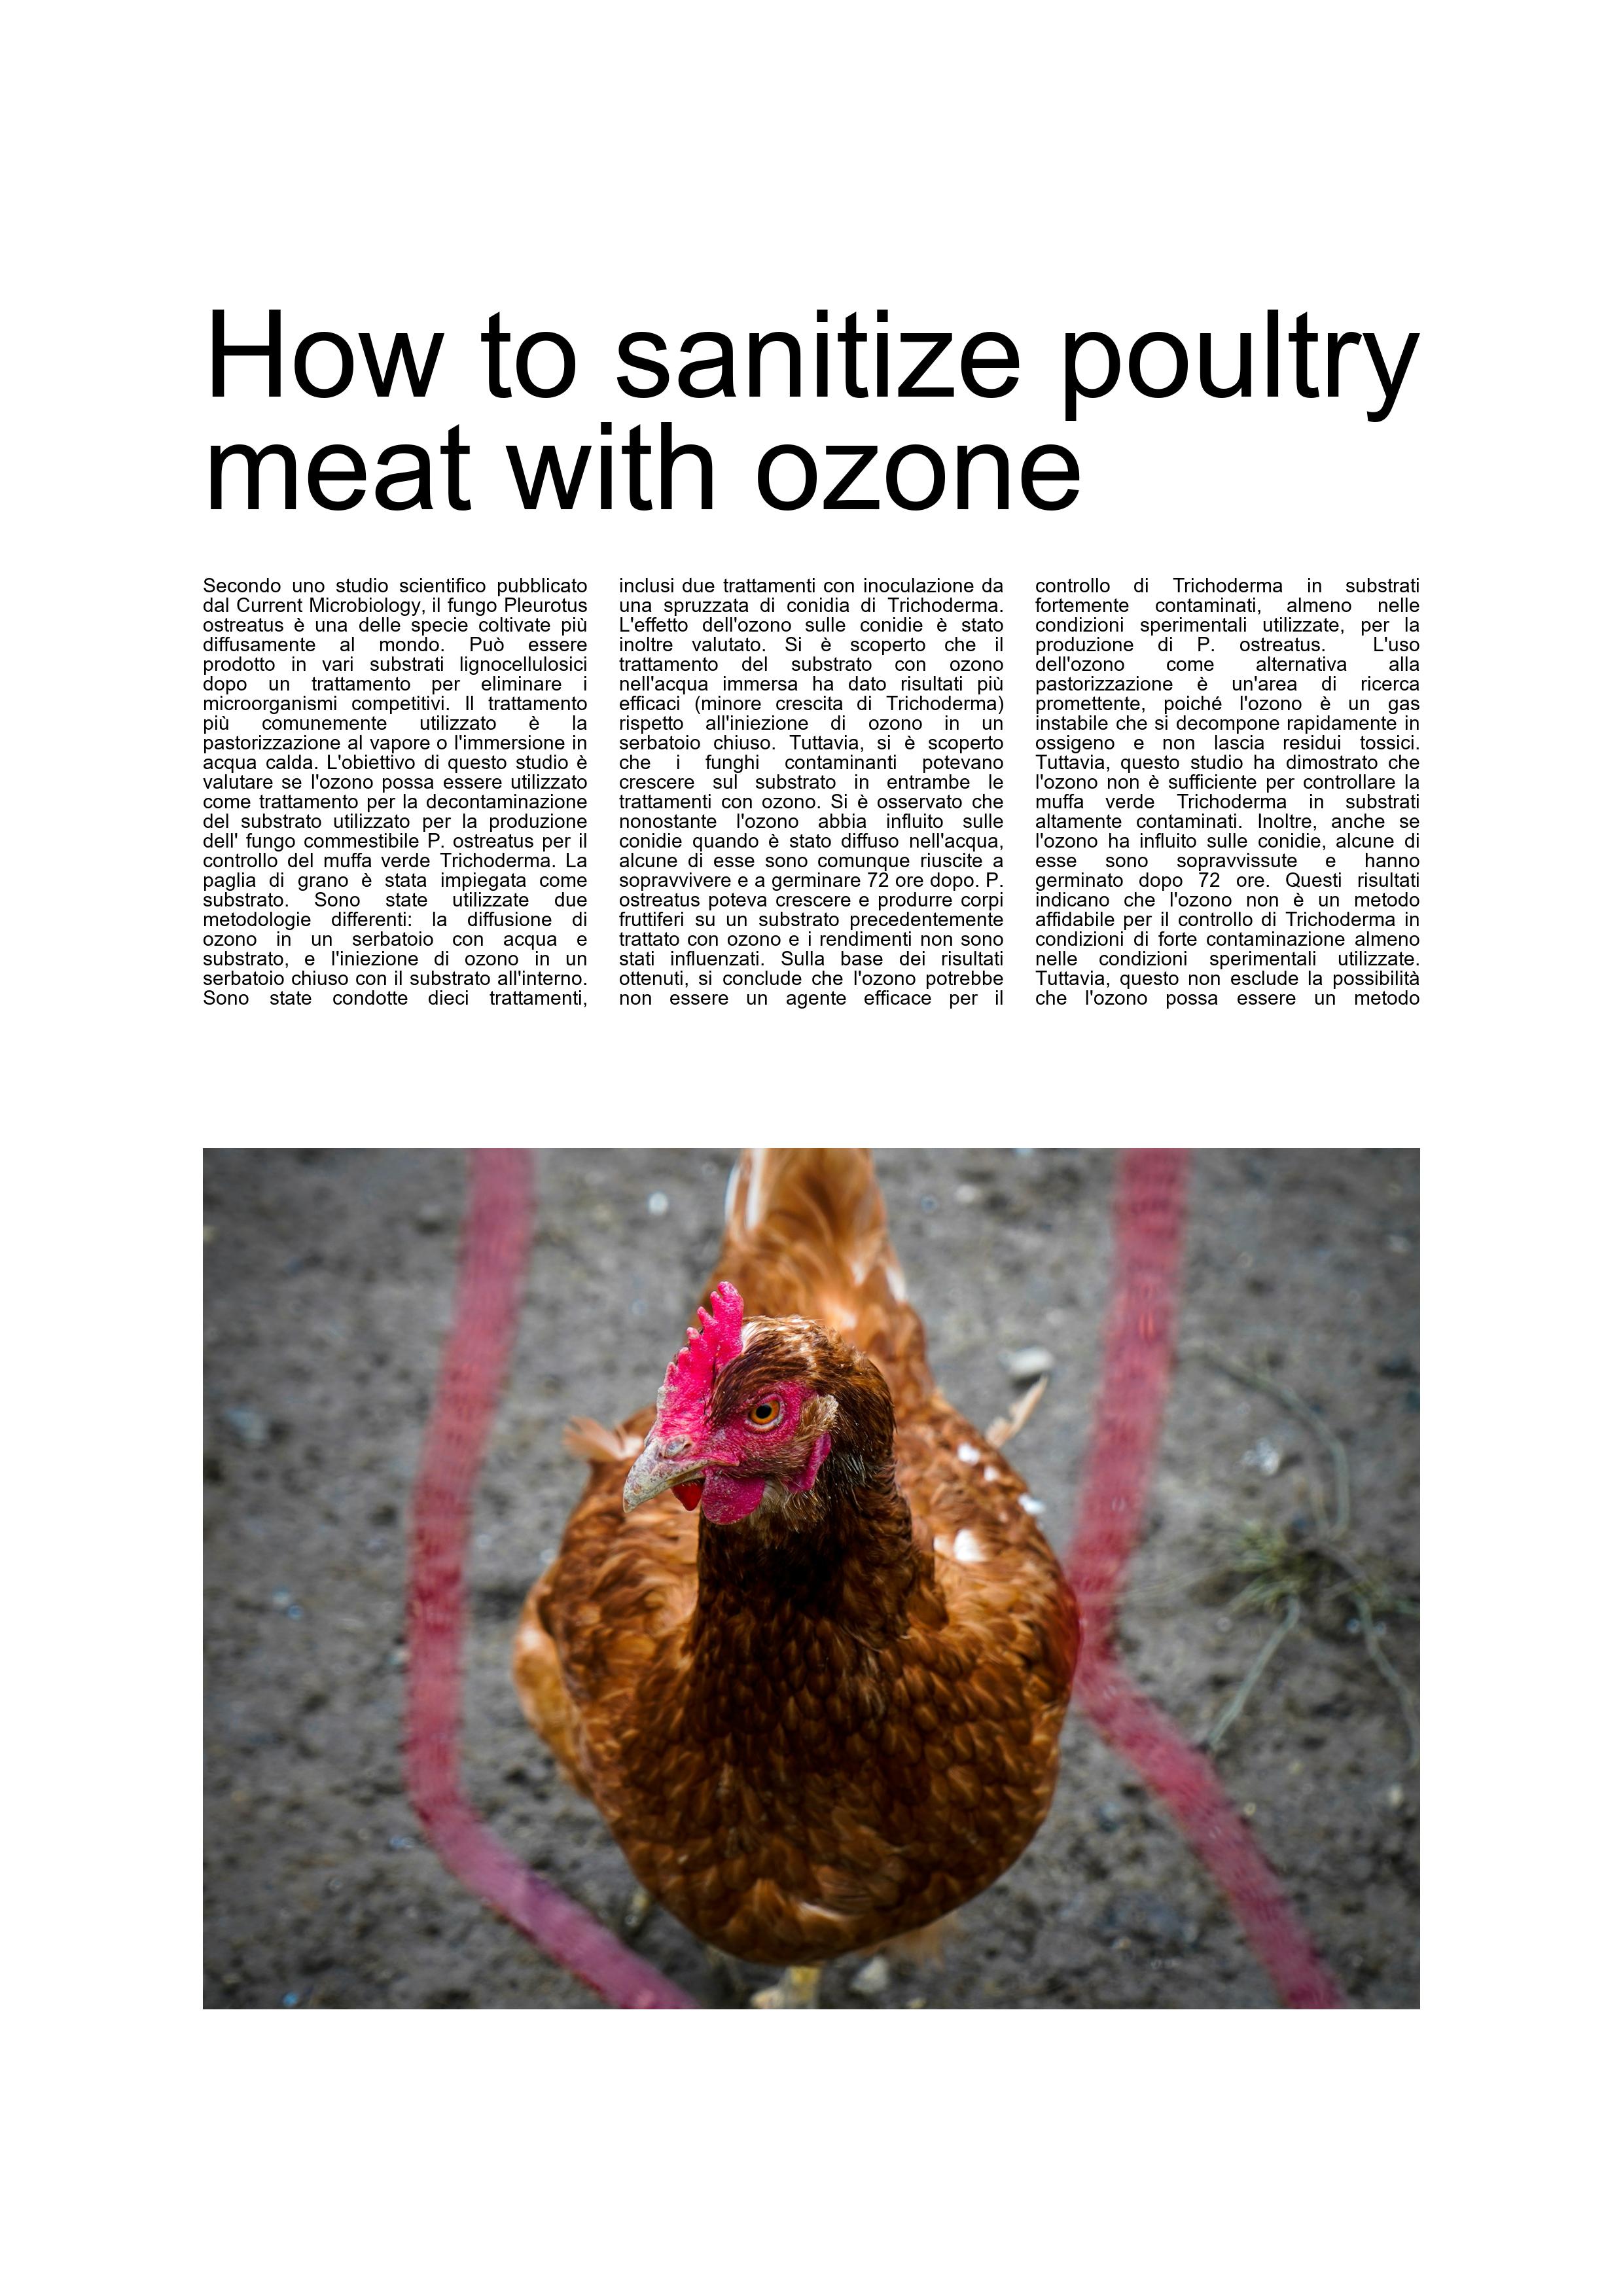 How to sanitize poultry
meat with ozone
Secondo uno studio scientifico pubblicato
dal Current Microbiology, il fungo Pleurotus
ostreatus è una delle specie coltivate più
diffusamente al mondo. Può essere
prodotto in vari substrati lignocellulosici
dopo un trattamento per eliminare i
microorganismi competitivi. Il trattamento
più comunemente utilizzato è la
pastorizzazione al vapore o l'immersione in
acqua calda. L'obiettivo di questo studio è
valutare se l'ozono possa essere utilizzato
come trattamento per la decontaminazione
del substrato utilizzato per la produzione
dell' fungo commestibile P. ostreatus per il
controllo del muffa verde Trichoderma. La
paglia di grano è stata impiegata come
substrato. Sono state utilizzate due
metodologie differenti: la diffusione di
ozono in un serbatoio con acqua e
substrato, e l'iniezione di ozono in un
serbatoio chiuso con il substrato all'interno.
Sono state condotte dieci trattamenti,
inclusi due trattamenti con inoculazione da
una spruzzata di conidia di Trichoderma.
L'effetto dell'ozono sulle conidie è stato
inoltre valutato. Si è scoperto che il
trattamento del substrato con ozono
nell'acqua immersa ha dato risultati più
efficaci (minore crescita di Trichoderma)
rispetto all'iniezione di ozono in un
serbatoio chiuso. Tuttavia, si è scoperto
che i funghi contaminanti potevano
crescere sul substrato in entrambe le
trattamenti con ozono. Si è osservato che
nonostante l'ozono abbia influito sulle
conidie quando è stato diffuso nell'acqua,
alcune di esse sono comunque riuscite a
sopravvivere e a germinare 72 ore dopo. P.
ostreatus poteva crescere e produrre corpi
fruttiferi su un substrato precedentemente
trattato con ozono e i rendimenti non sono
stati influenzati. Sulla base dei risultati
ottenuti, si conclude che l'ozono potrebbe
non essere un agente efficace per il
controllo di Trichoderma in substrati
fortemente contaminati, almeno nelle
condizioni sperimentali utilizzate, per la
produzione di P. ostreatus. L'uso
dell'ozono come alternativa alla
pastorizzazione è un'area di ricerca
promettente, poiché l'ozono è un gas
instabile che si decompone rapidamente in
ossigeno e non lascia residui tossici.
Tuttavia, questo studio ha dimostrato che
l'ozono non è sufficiente per controllare la
muffa verde Trichoderma in substrati
altamente contaminati. Inoltre, anche se
l'ozono ha influito sulle conidie, alcune di
esse sono sopravvissute e hanno
germinato dopo 72 ore. Questi risultati
indicano che l'ozono non è un metodo
affidabile per il controllo di Trichoderma in
condizioni di forte contaminazione almeno
nelle condizioni sperimentali utilizzate.
Tuttavia, questo non esclude la possibilità
che l'ozono possa essere un metodo